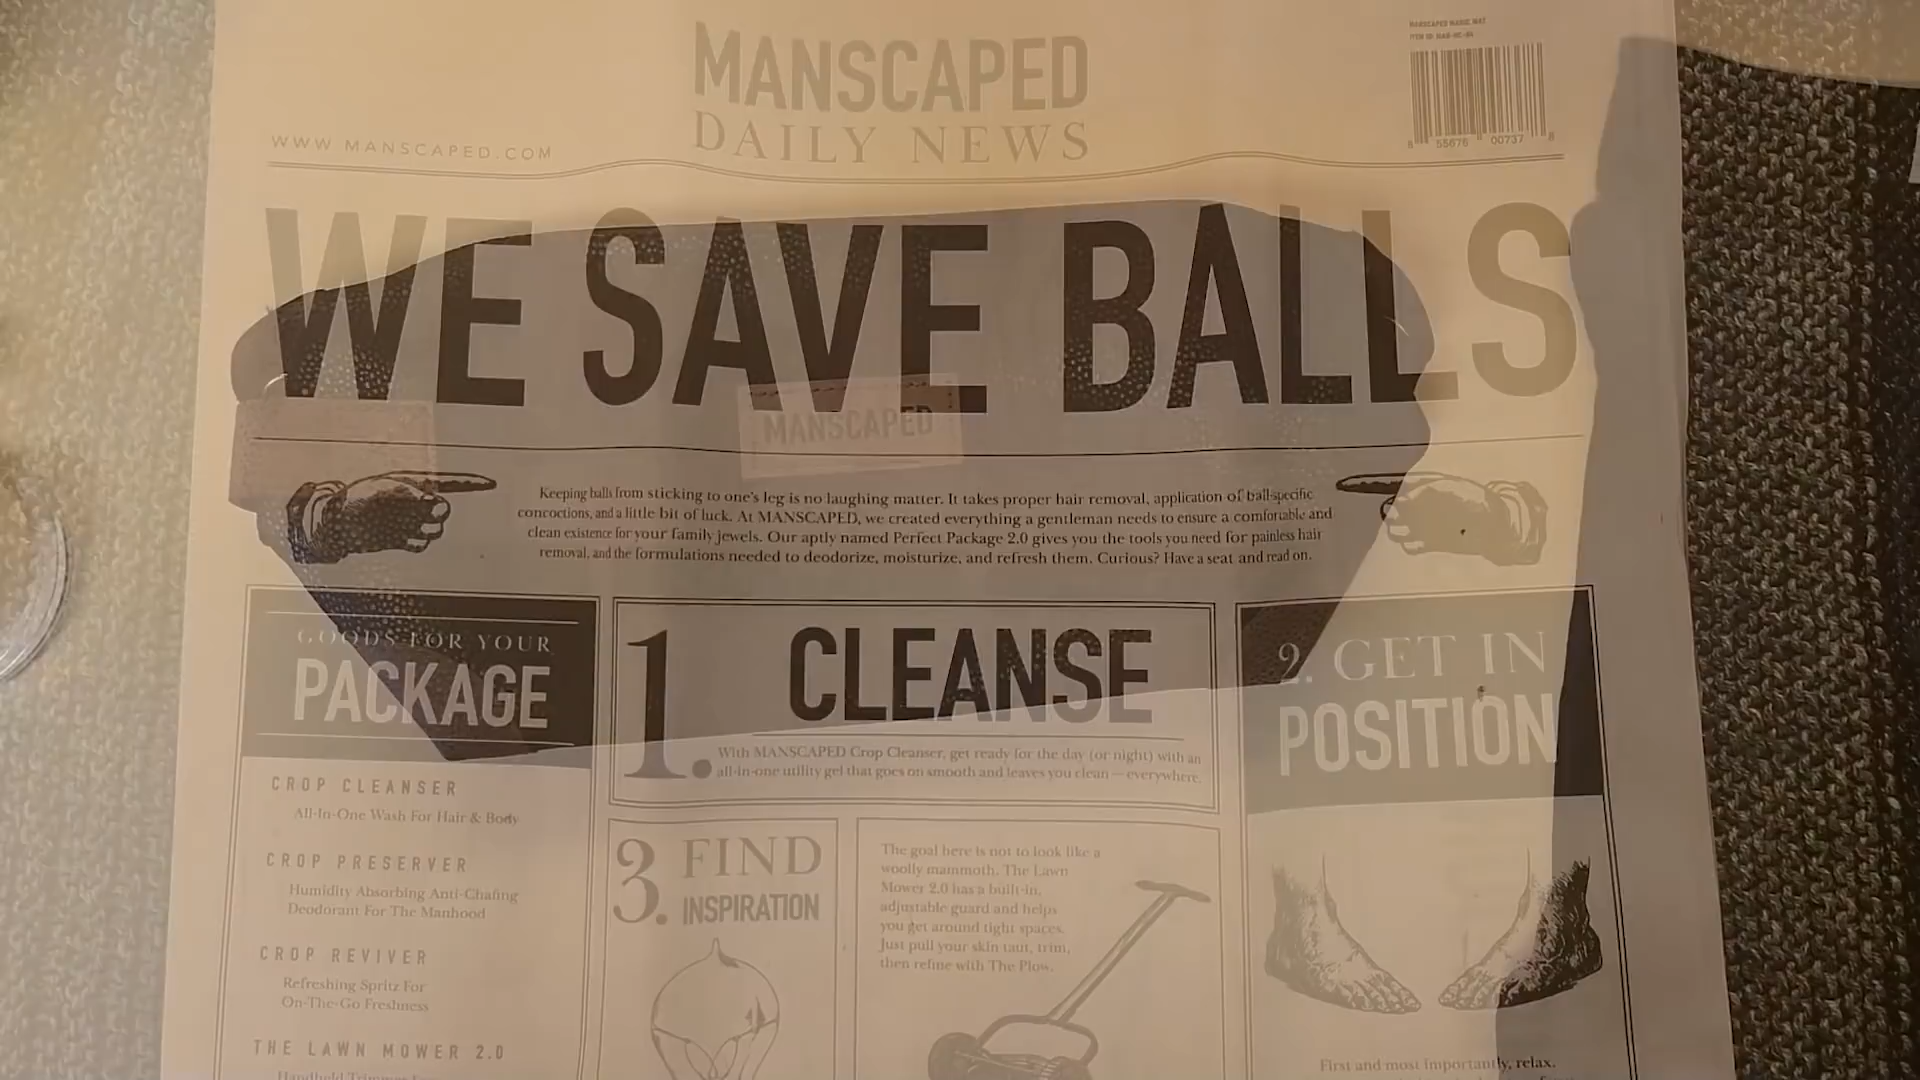 MANSCAPED MAGIC MAT
MANSCAPED
DAILY NEWS
WWW.MANSCAPED.COM
8 55676 00737 8
WE SAVE BALLS
MANSCAPED
Keeping balls from sticking to one's leg is no laughing matter. It takes proper hair removal, application of ball-specific
concoctions, and a little bit of luck. At MANSCAPED, we created everything a gentleman needs to ensure a comfortable and
clean existence for your family jewels. Our aptly named Perfect Package 2.0 gives you the tools you need for painless hair
removal, and the formulations needed to deodorize, moisturize, and refresh them. Curious? Have a seat and read on.
GOODS FOR YOUR
PACKAGE
CROP CLEANSER
All-In-One Wash For Hair & Body
CROP PRESERVER
Humidity Absorbing Anti-Chafing
Deodorant For The Manhood
CROP REVIVER
Refreshing Spritz For
On-The-Go Freshness
THE LAWN MOWER 2.0
1. CLEANSE
With MANSCAPED Crop Cleanser, get ready for the day (or night) with an
all-in-one utility gel that goes on smooth and leaves you clean — everywhere.
2. GET IN
POSITION
First and most importantly, relax.
3. FIND
INSPIRATION
The goal here is not to look like a
woolly mammoth. The Lawn
Mower 2.0 has a built-in,
adjustable guard and helps
you get around tight spaces.
Just pull your skin taut, trim,
then refine with The Plow.